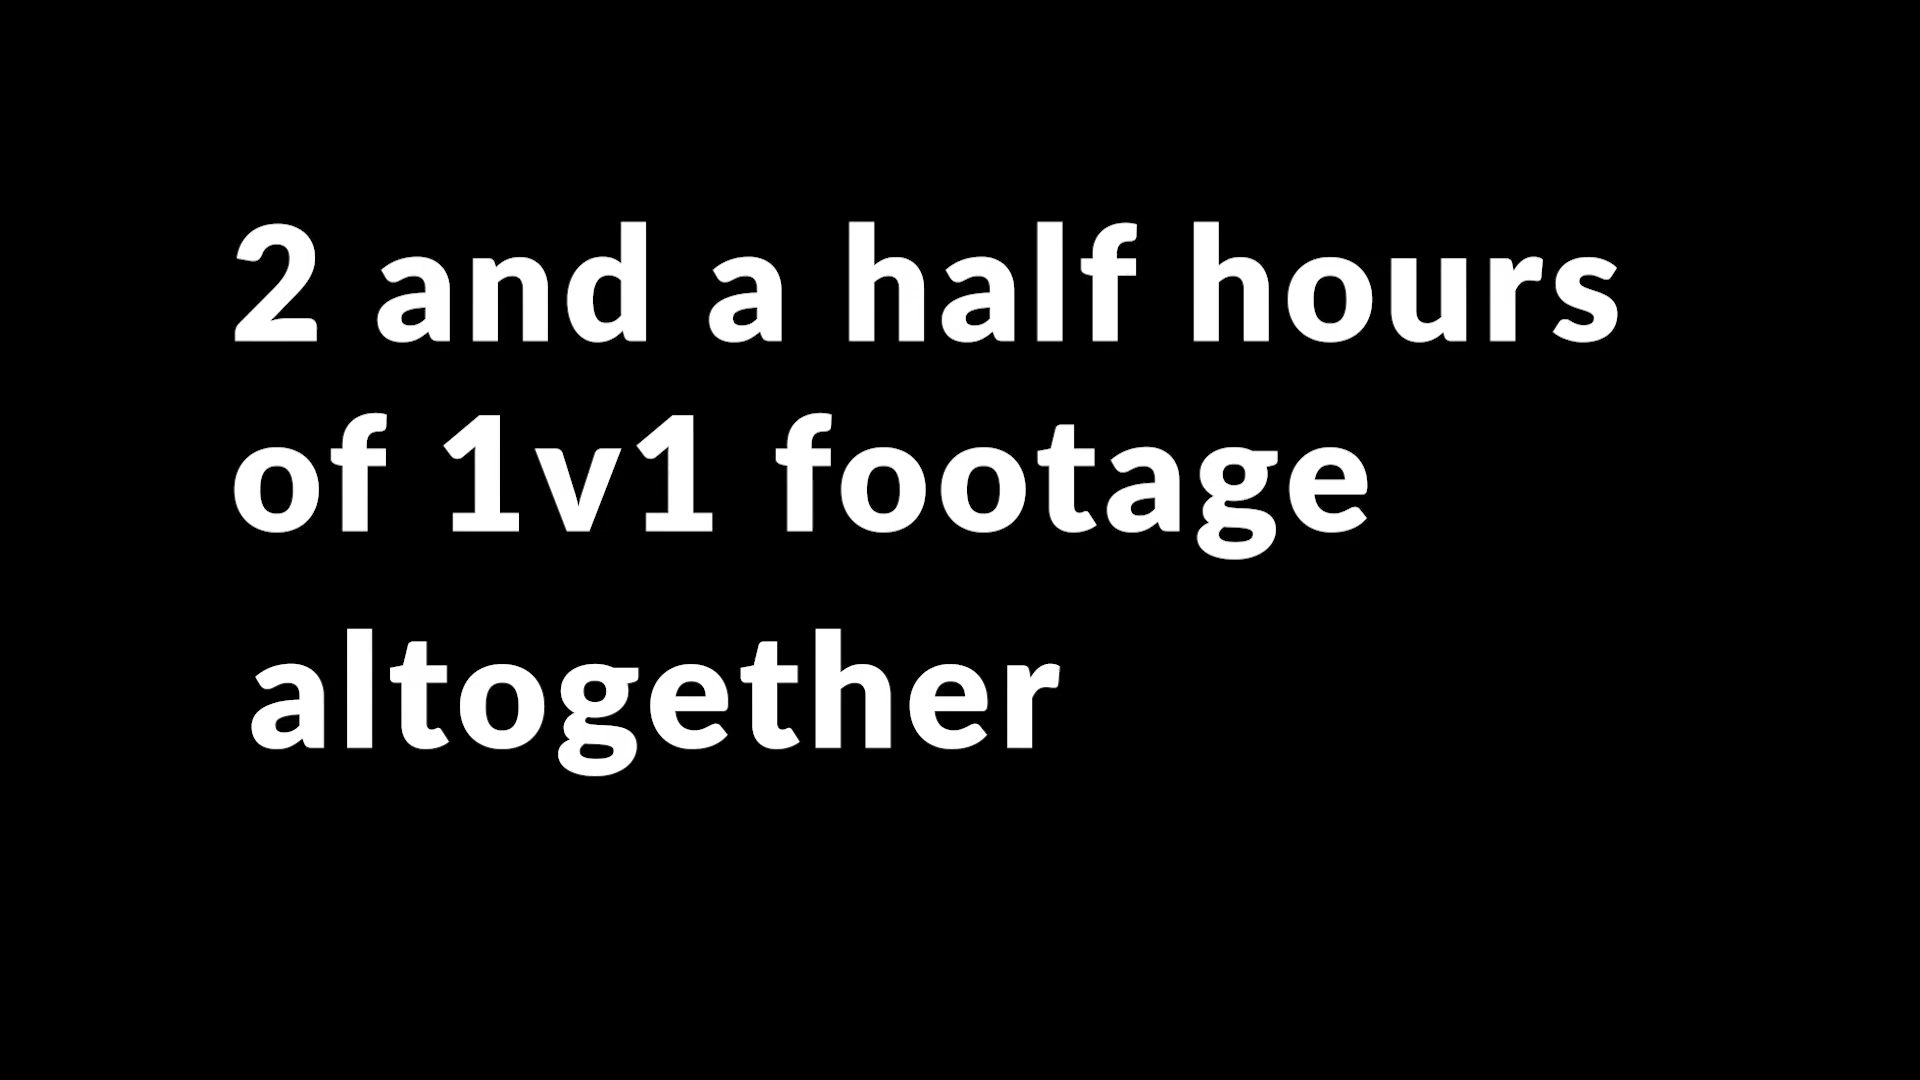 2 and a half hours
of 1v1 footage
altogether